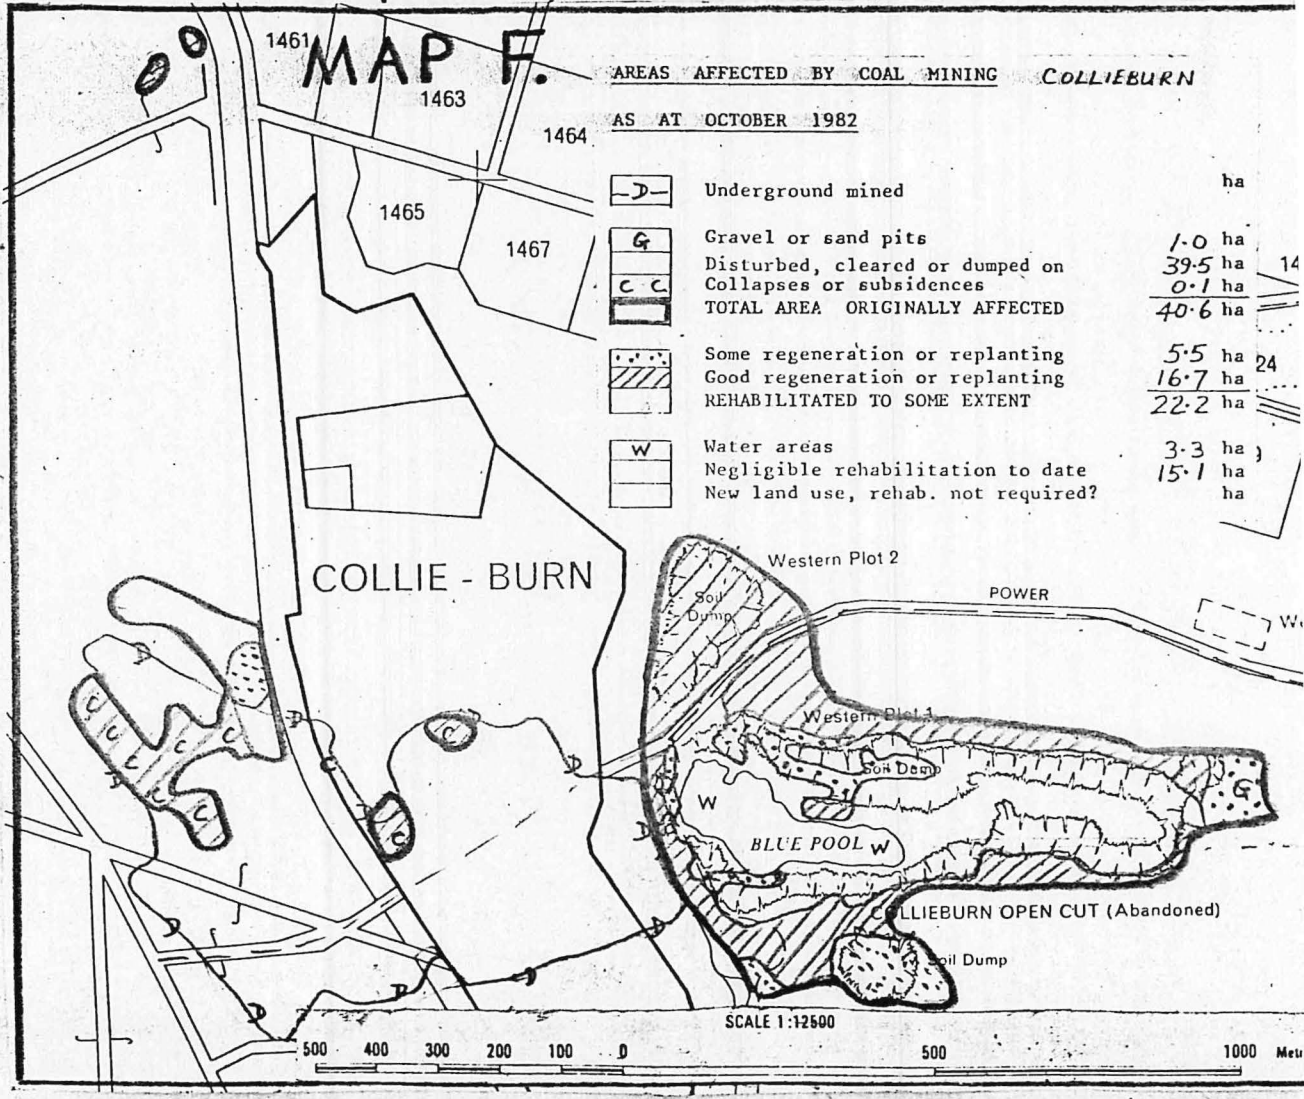 MAP F.
AREAS AFFECTED BY COAL MINING COLLIEBURN
AS AT OCTOBER 1982
1461
1463
1464
1465
1467
-D- Underground mined ha
G Gravel or sand pits 1.0 ha
Disturbed, cleared or dumped on 39.5 ha
C C Collapses or subsidences 0.1 ha
TOTAL AREA ORIGINALLY AFFECTED 40.6 ha
Some regeneration or replanting 5.5 ha
Good regeneration or replanting 16.7 ha
REHABILITATED TO SOME EXTENT 22.2 ha
W Water areas 3.3 ha
Negligible rehabilitation to date 15.1 ha
New land use, rehab. not required? ha
14
24
COLLIE - BURN
Western Plot 2
Soil
Dump
POWER
Western Plot 1
Soil Dump
G
W
BLUE POOL W
COLLIEBURN OPEN CUT (Abandoned)
Soil Dump
D
C
C
C
C
C
C
C
C
D
C
D
D
D
D
D
D
D
SCALE 1:12500
500 400 300 200 100 0 500 1000